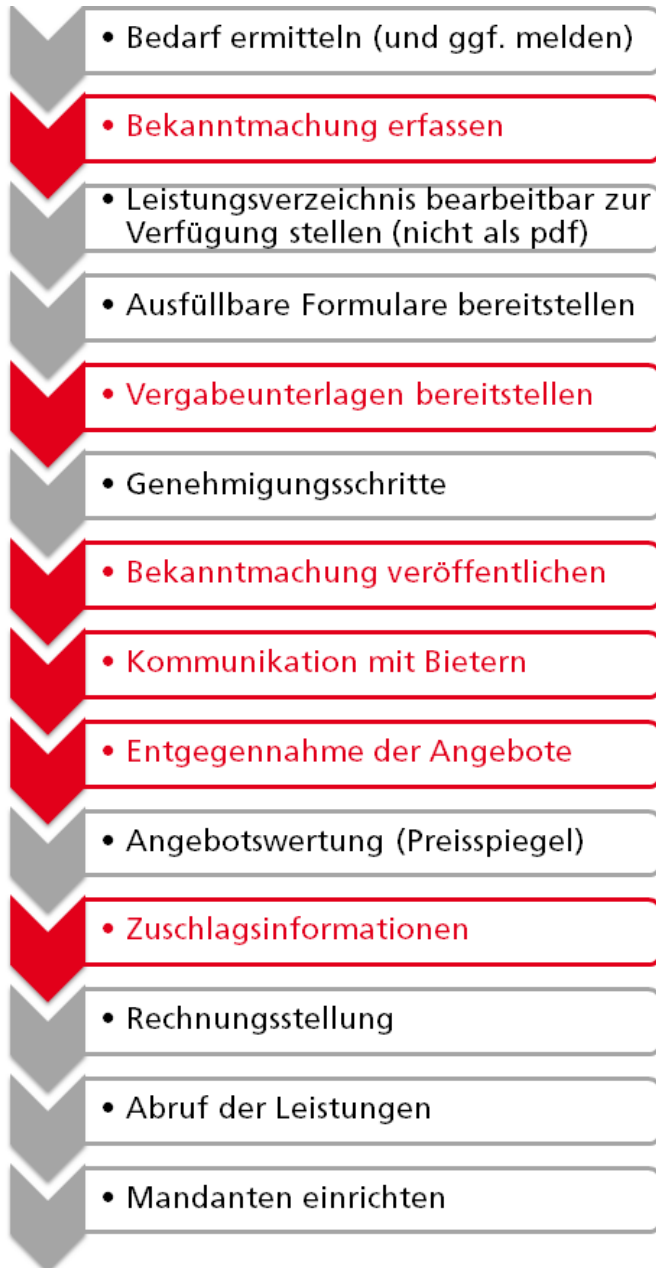 • Bedarf ermitteln (und ggf. melden)
• Bekanntmachung erfassen
• Leistungsverzeichnis bearbeitbar zur
Verfügung stellen (nicht als pdf)
• Ausfüllbare Formulare bereitstellen
• Vergabeunterlagen bereitstellen
• Genehmigungsschritte
• Bekanntmachung veröffentlichen
• Kommunikation mit Bietern
• Entgegennahme der Angebote
• Angebotswertung (Preisspiegel)
• Zuschlagsinformationen
• Rechnungsstellung
• Abruf der Leistungen
• Mandanten einrichten